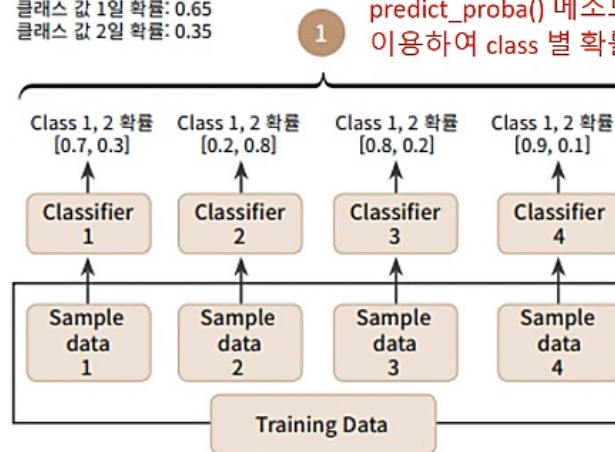 클래스 값 1일 확률: 0.65
클래스 값 2일 확률: 0.35
1
predict_proba() 메소
이용하여 class 별 확률
Class 1, 2 확률
[0.7, 0.3]
Class 1, 2 확률
[0.2, 0.8]
Class 1, 2 확률
[0.8, 0.2]
Class 1, 2 확률
[0.9, 0.1]
Classifier
1
Classifier
2
Classifier
3
Classifier
4
Sample
data
1
Sample
data
2
Sample
data
3
Sample
data
4
Training Data